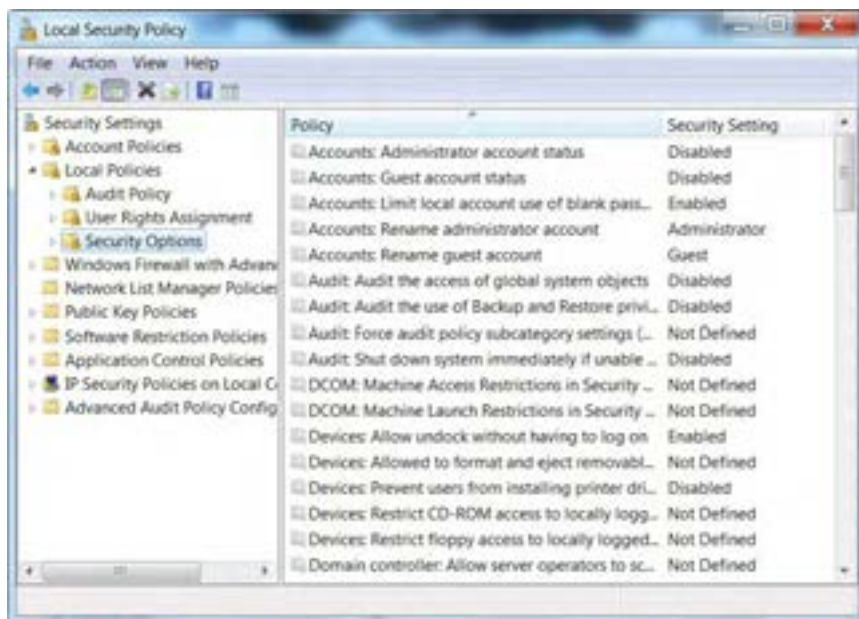 Local Security Policy
File Action View Help
Security Settings
Account Policies
Local Policies
Audit Policy
User Rights Assignment
Security Options
Windows Firewall with Advanc
Network List Manager Policies
Public Key Policies
Software Restriction Policies
Application Control Policies
IP Security Policies on Local C
Advanced Audit Policy Config
Policy Security Setting
Accounts: Administrator account status Disabled
Accounts: Guest account status Disabled
Accounts: Limit local account use of blank pass... Enabled
Accounts: Rename administrator account Administrator
Accounts: Rename guest account Guest
Audit: Audit the access of global system objects Disabled
Audit: Audit the use of Backup and Restore privi... Disabled
Audit: Force audit policy subcategory settings (... Not Defined
Audit: Shut down system immediately if unable ... Disabled
DCOM: Machine Access Restrictions in Security ... Not Defined
DCOM: Machine Launch Restrictions in Security ... Not Defined
Devices: Allow undock without having to log on Enabled
Devices: Allowed to format and eject removabl... Not Defined
Devices: Prevent users from installing printer dri... Disabled
Devices: Restrict CD-ROM access to locally logg... Not Defined
Devices: Restrict floppy access to locally logged... Not Defined
Domain controller: Allow server operators to sc... Not Defined